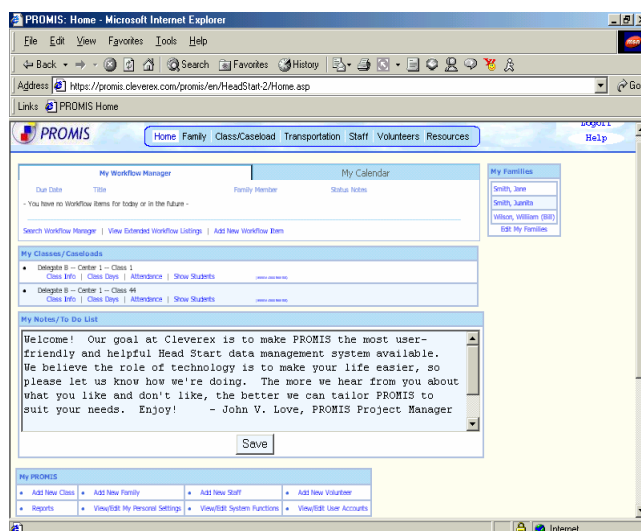 PROMIS: Home - Microsoft Internet Explorer
File Edit View Favorites Tools Help
Back Search Favorites History
Address https://promis.cleverex.com/promis/en/HeadStart-2/Home.asp Go
Links PROMIS Home
Logoff
PROMIS Home Family Class/Caseload Transportation Staff Volunteers Resources Help
My Workflow Manager My Calendar My Families
Due Date Title Family Member Status Notes Smith, Jane
- You have no Workflow Items for today or in the future - Smith, Juanita
Wilson, William (Bill)
Search Workflow Manager | View Extended Workflow Listings | Add New Workflow Item Edit My Families
My Classes/Caseloads
• Delegate B -- Center 1 -- Class 1
Class Info | Class Days | Attendance | Show Students
• Delegate B -- Center 1 -- Class 44
Class Info | Class Days | Attendance | Show Students
My Notes/To Do List
Welcome! Our goal at Cleverex is to make PROMIS the most user-
friendly and helpful Head Start data management system available.
We believe the role of technology is to make your life easier, so
please let us know how we're doing. The more we hear from you about
what you like and don't like, the better we can tailor PROMIS to
suit your needs. Enjoy! - John V. Love, PROMIS Project Manager
Save
My PROMIS
• Add New Class • Add New Family • Add New Staff • Add New Volunteer
• Reports • View/Edit My Personal Settings • View/Edit System Functions • View/Edit User Accounts
Internet